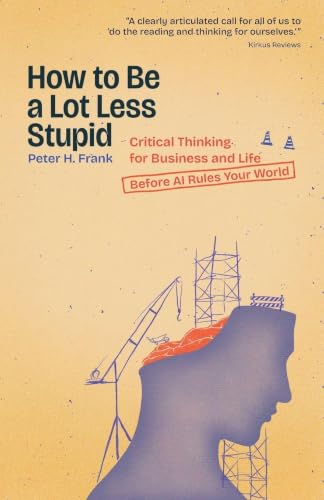 "A clearly articulated call for all of us to
'do the reading and thinking for ourselves.'"
Kirkus Reviews
How to Be
a Lot Less
Stupid
Peter H. Frank
Critical Thinking
for Business and Life
Before AI Rules Your World